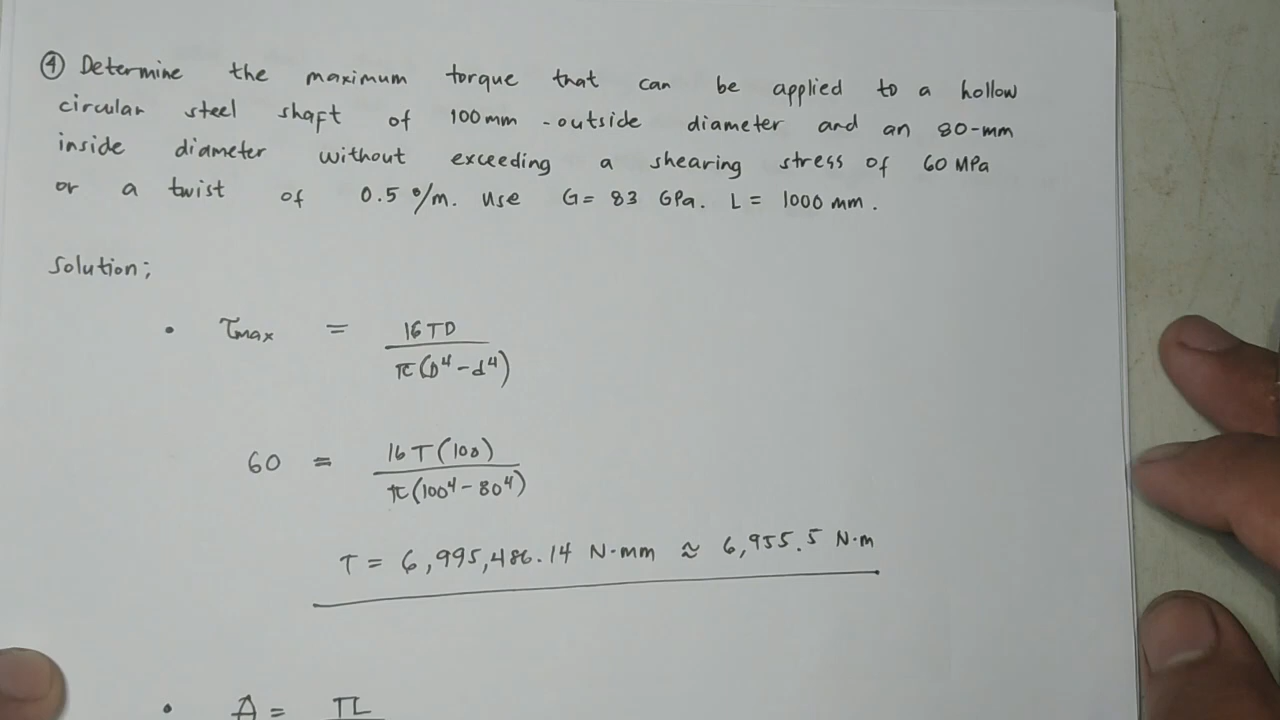 ④ Determine the maximum torque that can be applied to a hollow
circular steel shaft of 100mm - outside diameter and an 80-mm
inside diameter without exceeding a shearing stress of 60 MPa
or a twist of 0.5 °/m. Use G= 83 GPa. L = 1000 mm.
Solution;
• τmax = 16TD / π(D⁴-d⁴)
60 = 16T(100) / π(100⁴-80⁴)
T = 6,995,486.14 N·mm ≈ 6,955.5 N·m
• = TL